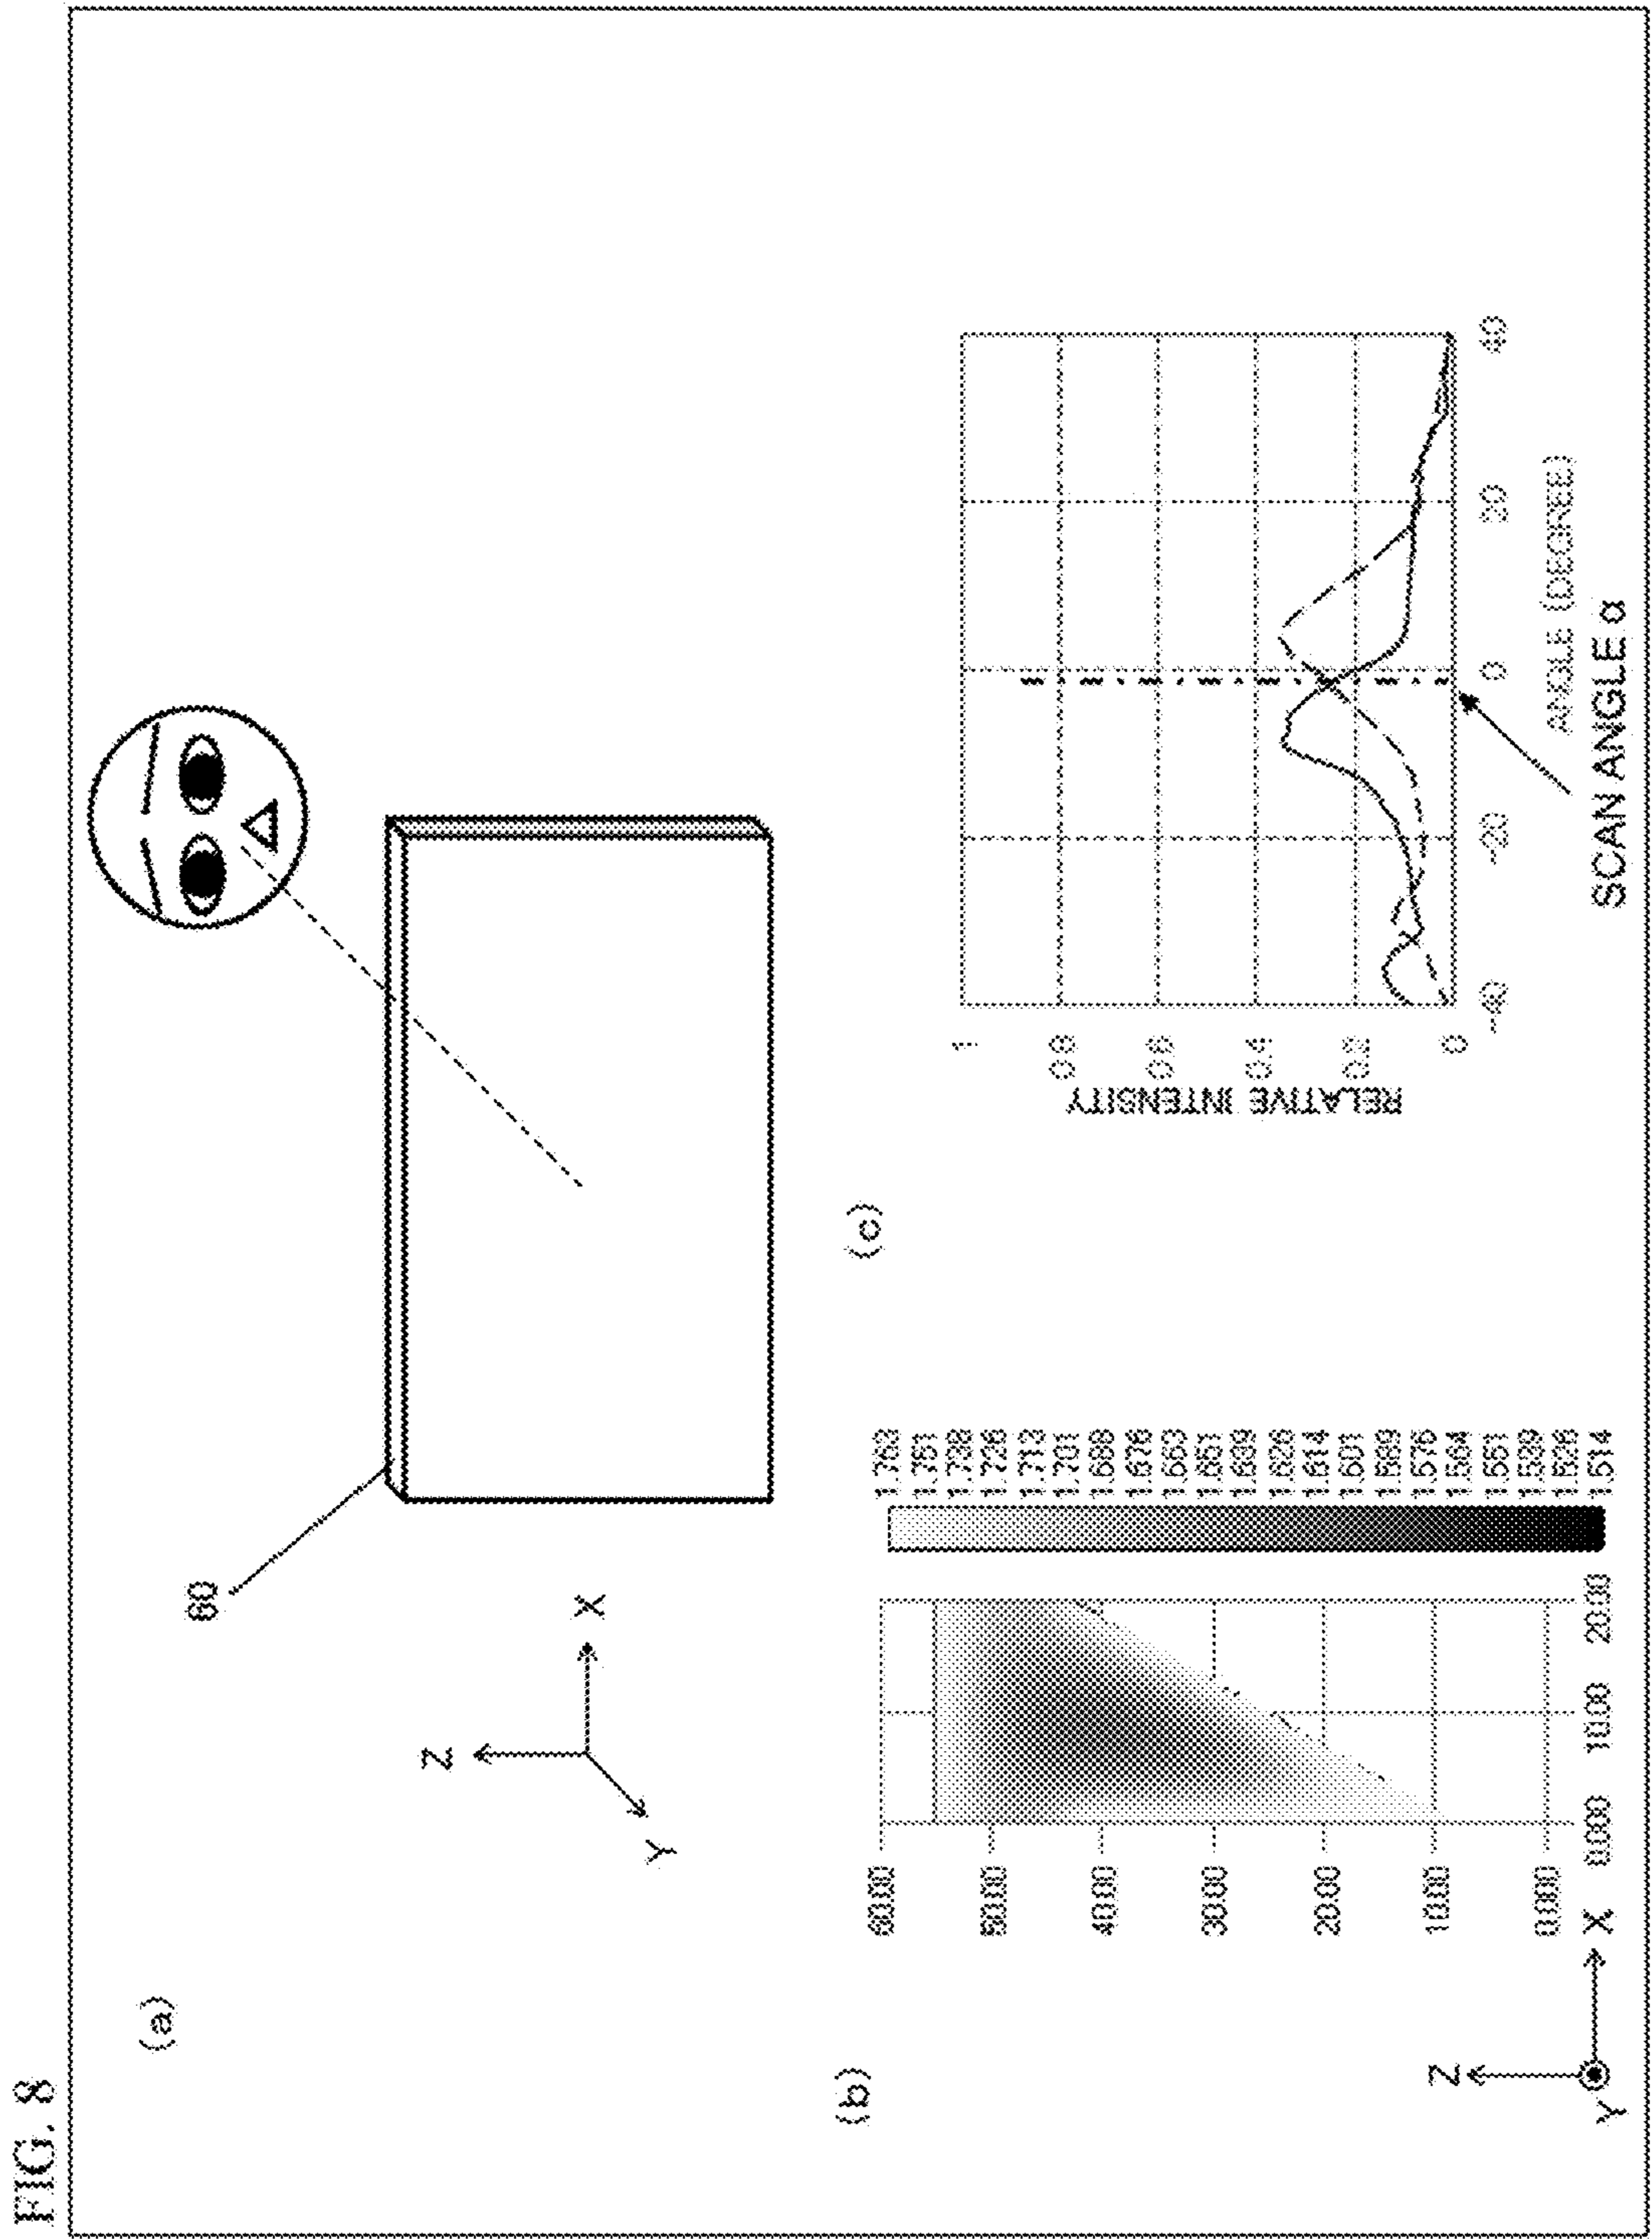 FIG. 8
(a)
60
Z
X
Y
(b)
60.00
50.00
40.00
30.00
20.00
10.00
0.000
0.000 10.00 20.00
Z
X
Y
1.763
1.751
1.738
1.726
1.713
1.701
1.688
1.676
1.663
1.651
1.639
1.626
1.614
1.601
1.589
1.576
1.564
1.551
1.539
1.526
1.514
(c)
RELATIVE INTENSITY
1
0.8
0.6
0.4
0.2
0
-40 -20 0 20 40
ANGLE (DEGREE)
SCAN ANGLE α